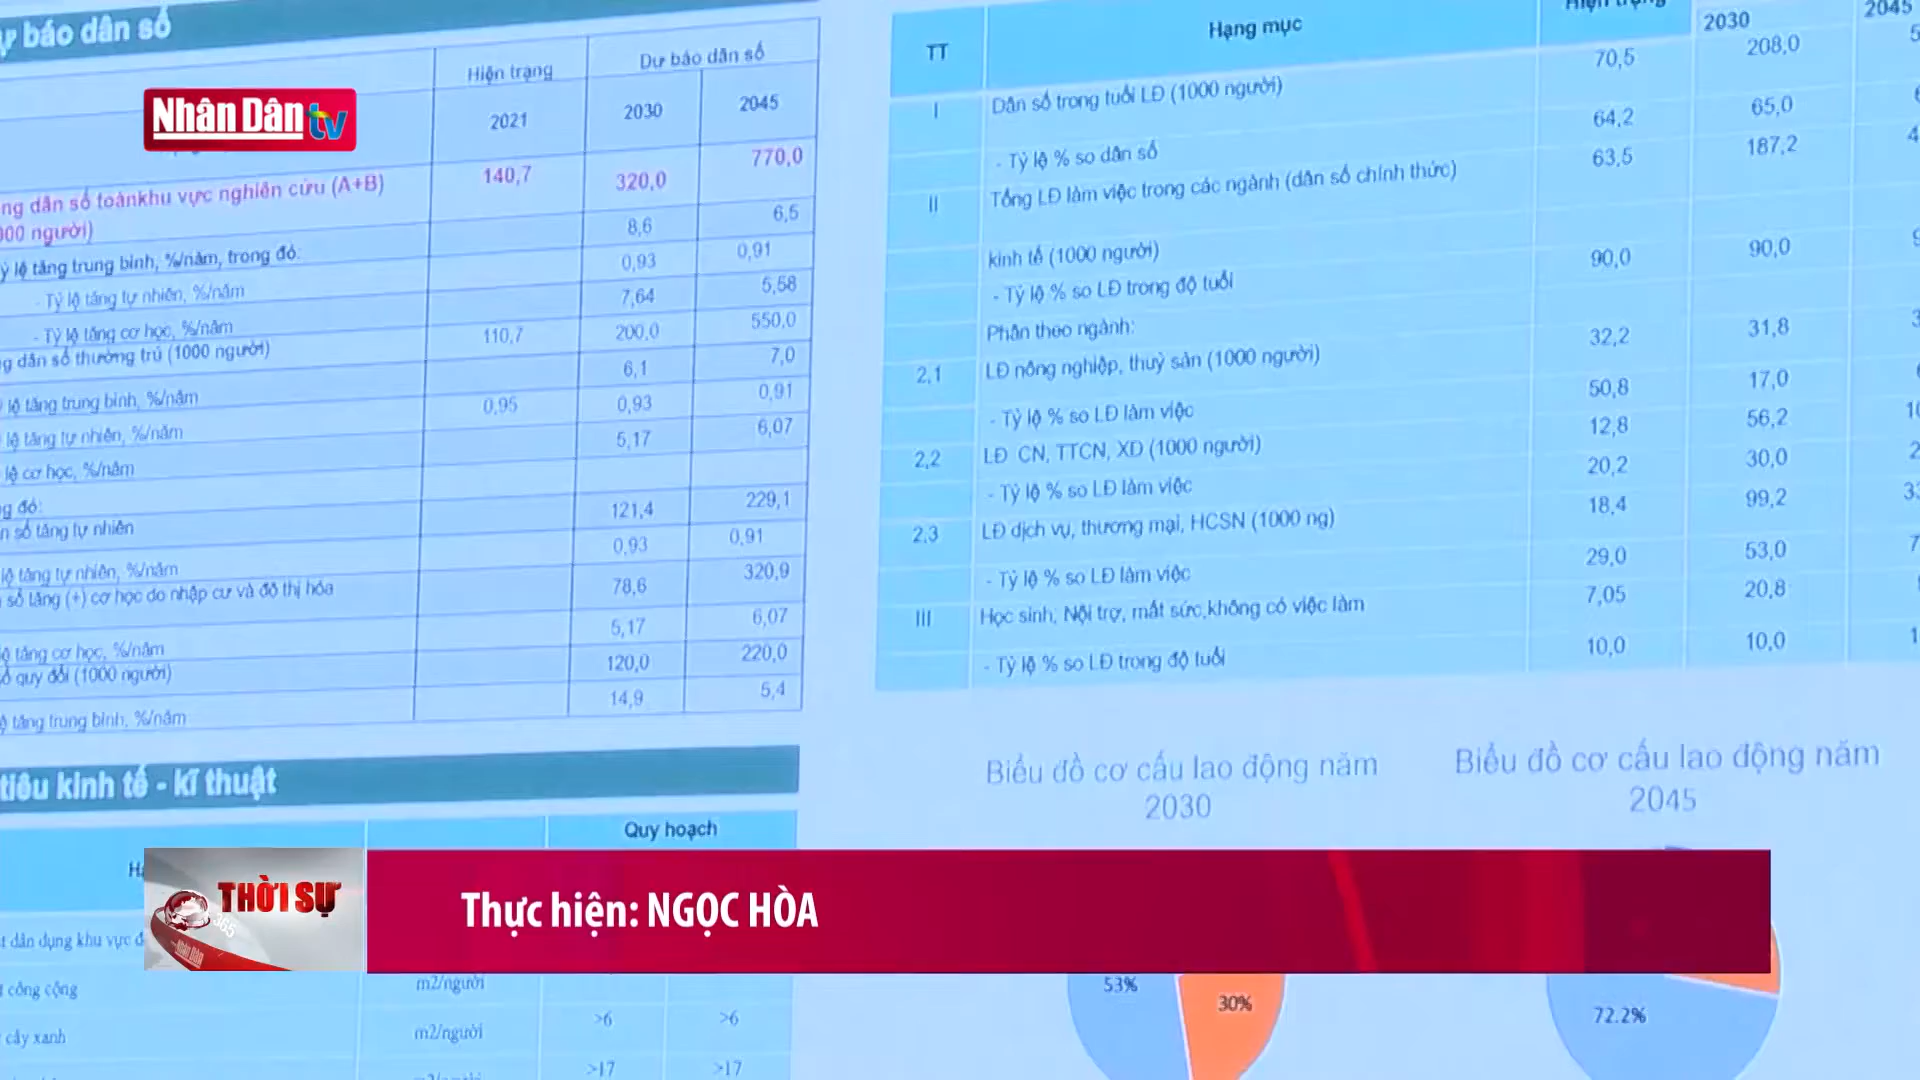 báo dân số
Hiện trạng
Dự báo dân số
2021
2030
2045
Nhân Dân tv
dân số toànkhu vực nghiên cứu (A+B)
140,7
320,0
770,0
người)
8,6
6,5
lệ tăng trung bình, %/năm, trong đó:
0,93
0,91
- Tỷ lệ tăng tự nhiên, %/năm
7,64
5,58
- Tỷ lệ tăng cơ học, %/năm
dân số thường trú (1000 người)
110,7
200,0
550,0
6,1
7,0
lệ tăng trung bình, %/năm
0,95
0,93
0,91
lệ tăng tự nhiên, %/năm
5,17
6,07
lệ cơ học, %/năm
đó:
121,4
229,1
số tăng tự nhiên
0,93
0,91
lệ tăng tự nhiên, %/năm
78,6
320,9
số tăng (+) cơ học do nhập cư và đô thị hóa
5,17
6,07
tăng cơ học, %/năm
120,0
220,0
quy đổi (1000 người)
14,9
5,4
tăng trung bình, %/năm
TT
Hạng mục
Hiện trạng
2030
2045
I
Dân số trong tuổi LĐ (1000 người)
70,5
208,0
- Tỷ lệ % so dân số
64,2
65,0
II
Tổng LĐ làm việc trong các ngành (dân số chính thức)
63,5
187,2
kinh tế (1000 người)
- Tỷ lệ % so LĐ trong độ tuổi
90,0
90,0
Phân theo ngành:
2,1
LĐ nông nghiệp, thuỷ sản (1000 người)
32,2
31,8
- Tỷ lệ % so LĐ làm việc
50,8
17,0
2,2
LĐ CN, TTCN, XD (1000 người)
12,8
56,2
- Tỷ lệ % so LĐ làm việc
20,2
30,0
2,3
LĐ dịch vụ, thương mại, HCSN (1000 ng)
18,4
99,2
- Tỷ lệ % so LĐ làm việc
29,0
53,0
III
Học sinh, Nội trợ, mất sức,không có việc làm
7,05
20,8
- Tỷ lệ % so LĐ trong độ tuổi
10,0
10,0
tiêu kinh tế - kĩ thuật
Quy hoạch
Biểu đồ cơ cấu lao động năm
2030
Biểu đồ cơ cấu lao động năm
2045
THỜI SỰ
365
NHÂN DÂN
Thực hiện: NGỌC HÒA
dân dụng khu vực
công cộng
m2/người
cây xanh
m2/người
>6
>6
>17
>17
53%
30%
72.2%